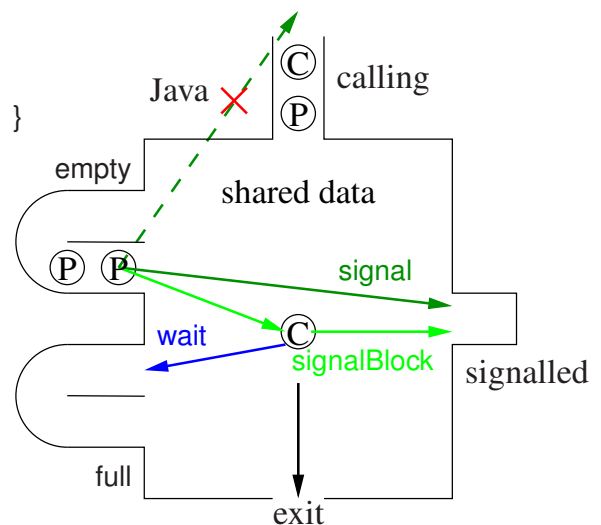 C
calling
Java
P
}
empty
shared data
P
P
signal
wait
C
signalBlock
signalled
full
exit